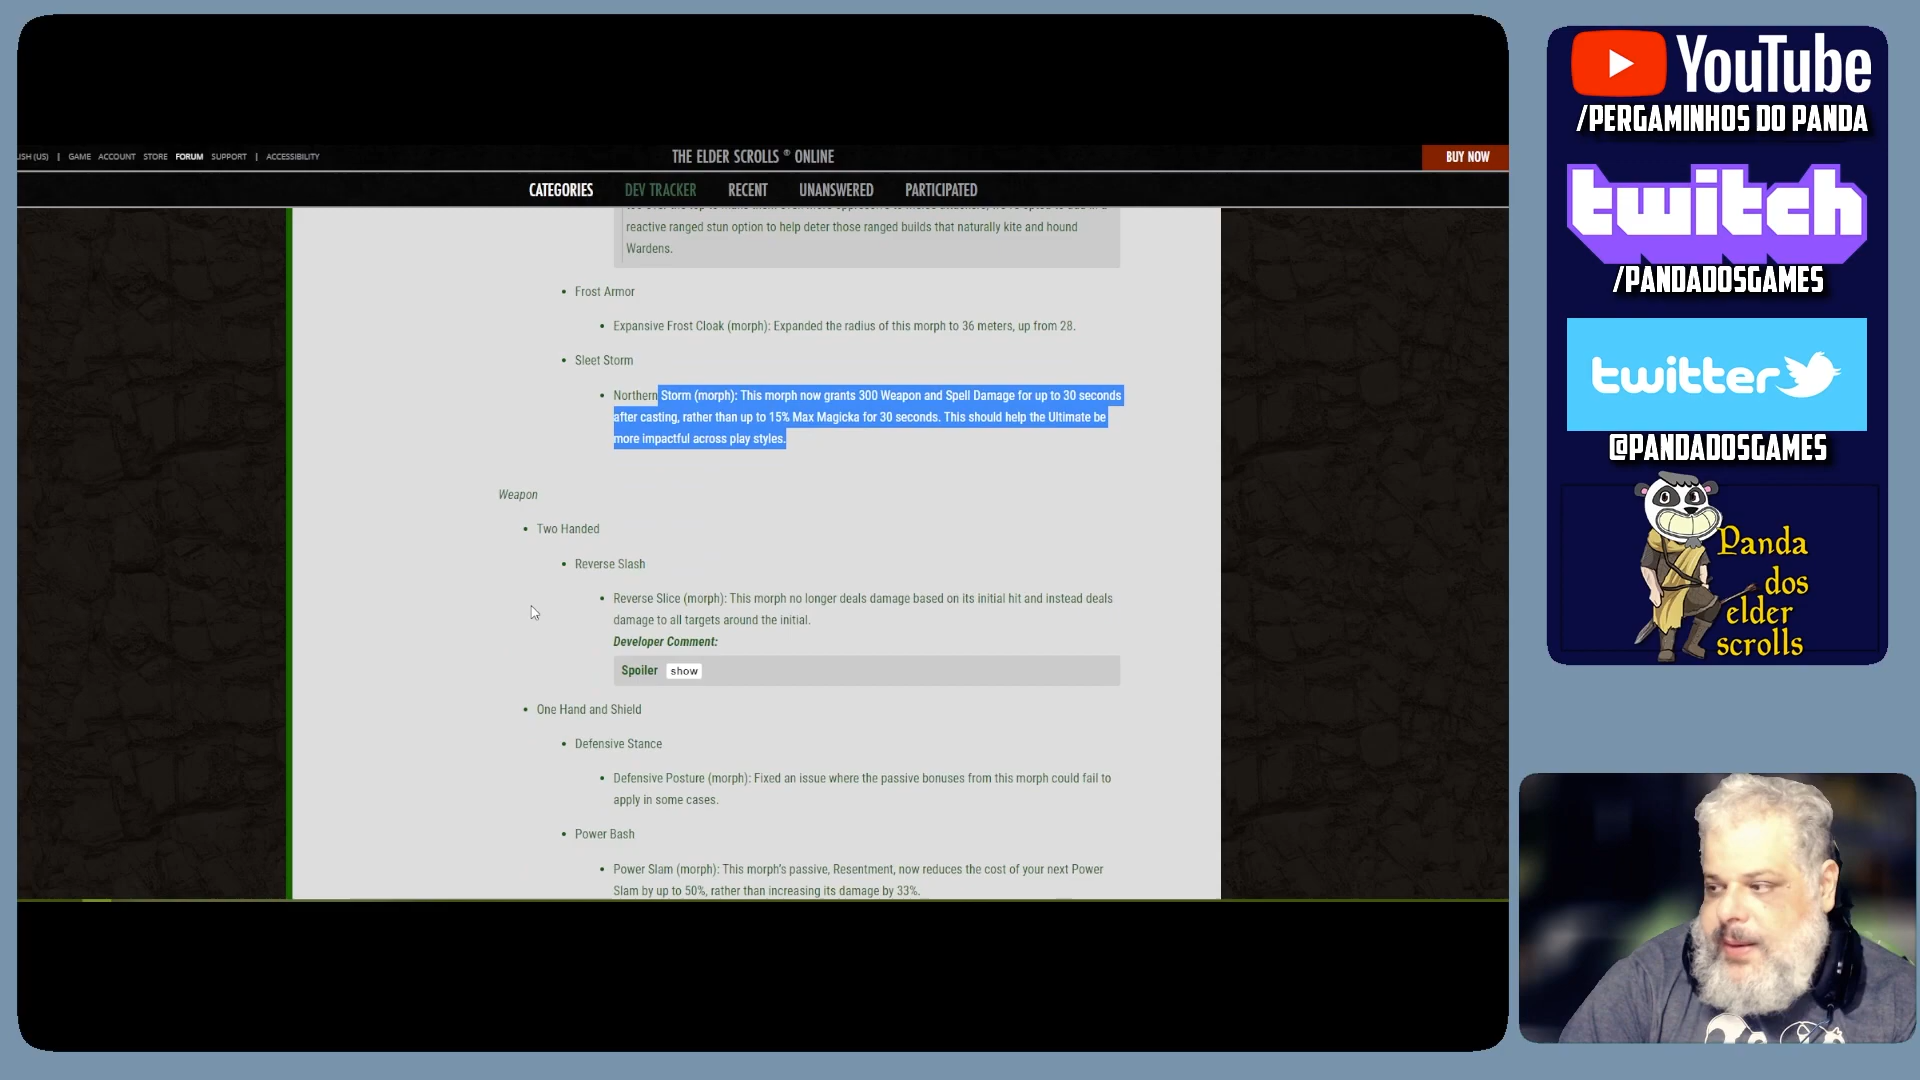 YouTube
/PERGAMINHOS DO PANDA
twitch
/PANDADOSGAMES
twitter
@PANDADOSGAMES
Panda
dos
elder
scrolls
USH (US) | GAME ACCOUNT STORE FORUM SUPPORT | ACCESSIBILITY
THE ELDER SCROLLS ® ONLINE
BUY NOW
CATEGORIES DEV TRACKER RECENT UNANSWERED PARTICIPATED
reactive ranged stun option to help deter those ranged builds that naturally kite and hound
Wardens.
• Frost Armor
• Expansive Frost Cloak (morph): Expanded the radius of this morph to 36 meters, up from 28.
• Sleet Storm
• Northern Storm (morph): This morph now grants 300 Weapon and Spell Damage for up to 30 seconds
after casting, rather than up to 15% Max Magicka for 30 seconds. This should help the Ultimate be
more impactful across play styles.
Weapon
• Two Handed
• Reverse Slash
• Reverse Slice (morph): This morph no longer deals damage based on its initial hit and instead deals
damage to all targets around the initial.
Developer Comment:
Spoiler show
• One Hand and Shield
• Defensive Stance
• Defensive Posture (morph): Fixed an issue where the passive bonuses from this morph could fail to
apply in some cases.
• Power Bash
• Power Slam (morph): This morph's passive, Resentment, now reduces the cost of your next Power
Slam by up to 50%, rather than increasing its damage by 33%.